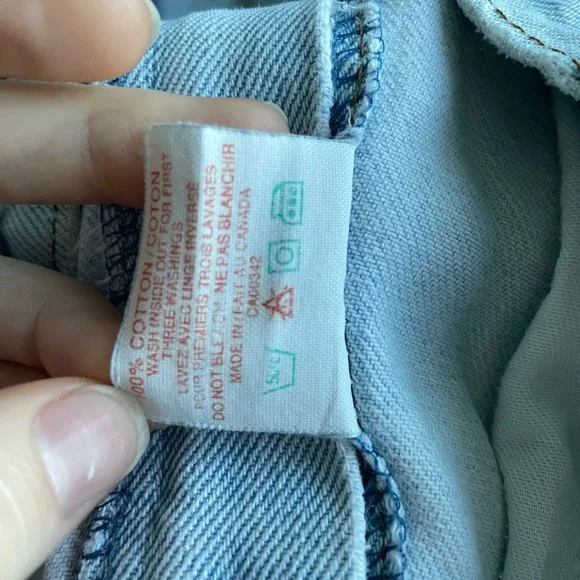 100% COTTON / COTON
WASH INSIDE OUT FOR FIRST
THREE WASHINGS
LAVEZ AVEC LINGE INVERSE
POUR PREMIERS TROIS LAVAGES
DO NOT BLEACH. NE PAS BLANCHIR
MADE IN/FAIT AU CANADA
CA00342